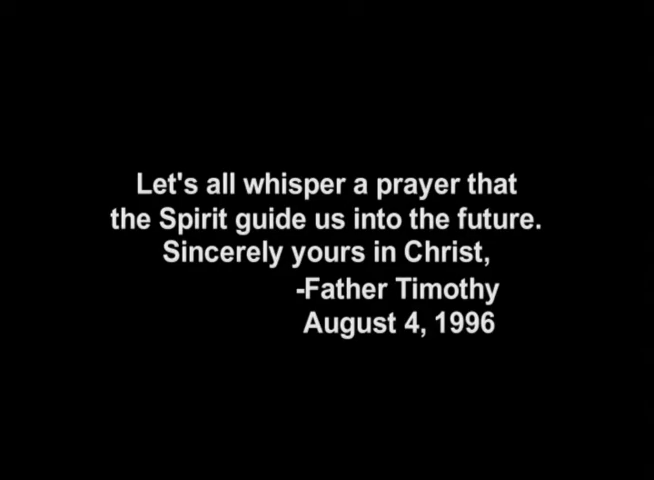 Let's all whisper a prayer that
the Spirit guide us into the future.
Sincerely yours in Christ,
-Father Timothy
August 4, 1996